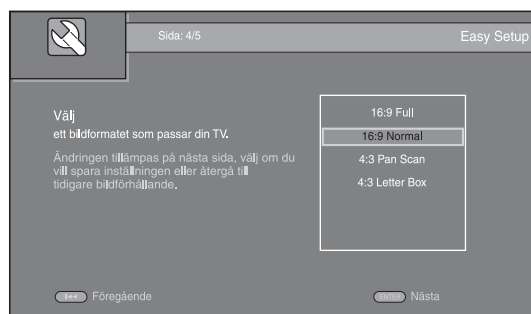 Sida: 4/5
Easy Setup
Välj
ett bildformatet som passar din TV.
Ändringen tillämpas på nästa sida, välj om du
vill spara inställningen eller återgå till
tidigare bildförhållande.
16:9 Full
16:9 Normal
4:3 Pan Scan
4:3 Letter Box
Föregående
ENTER Nästa